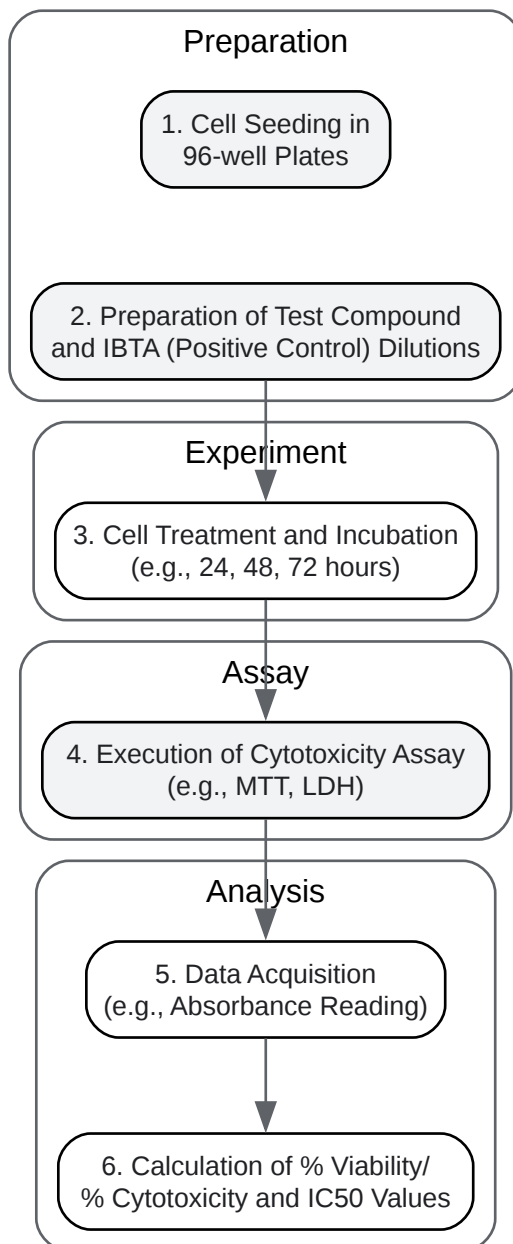 Preparation
1. Cell Seeding in
96-well Plates
2. Preparation of Test Compound
and IBTA (Positive Control) Dilutions
Experiment
3. Cell Treatment and Incubation
(e.g., 24, 48, 72 hours)
Assay
4. Execution of Cytotoxicity Assay
(e.g., MTT, LDH)
Analysis
5. Data Acquisition
(e.g., Absorbance Reading)
6. Calculation of % Viability/
% Cytotoxicity and IC50 Values